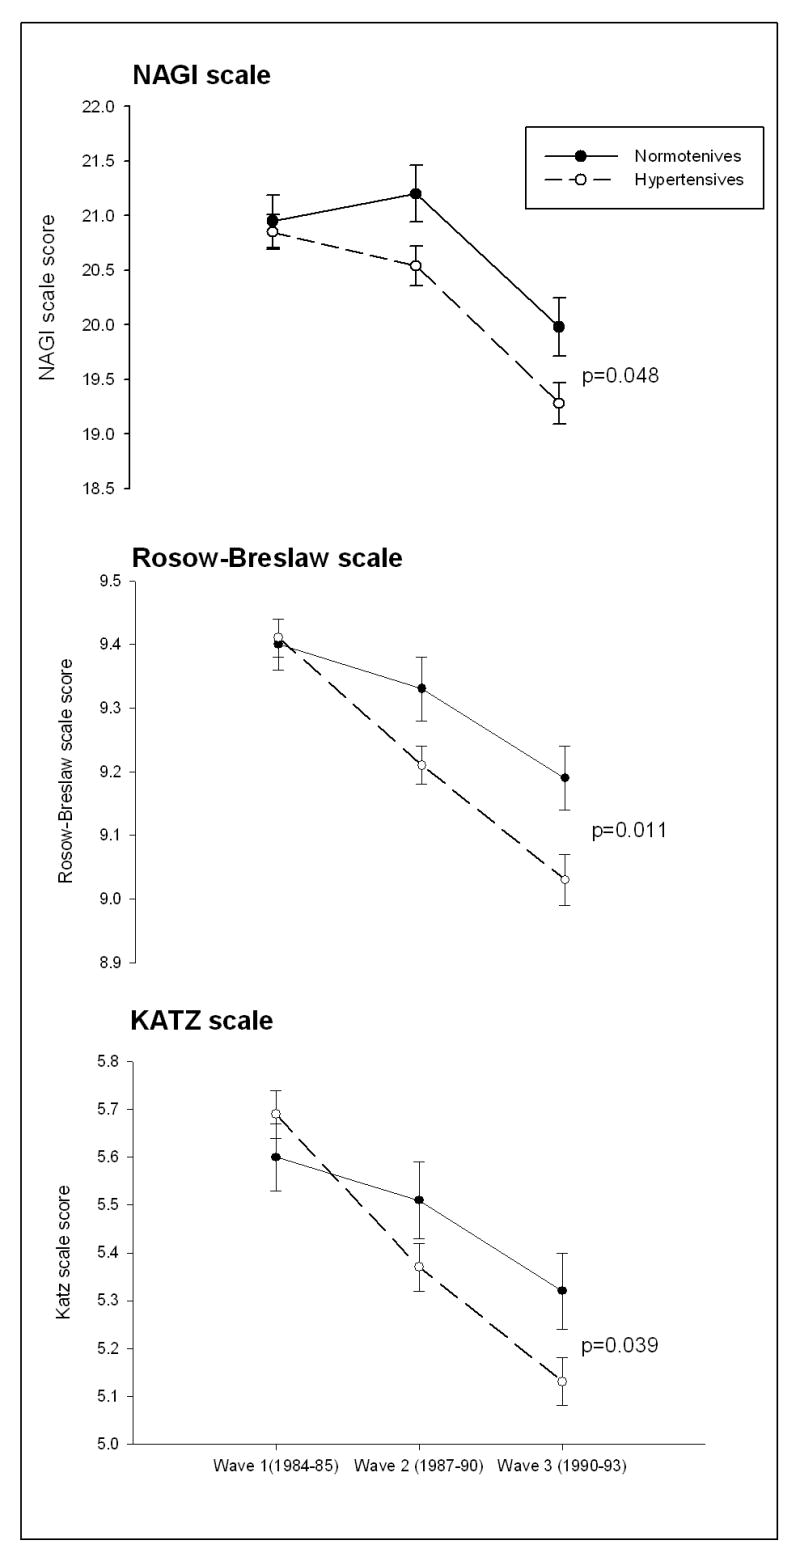 NAGI scale
22.0
21.5
21.0
20.5
20.0
19.5
19.0
18.5
NAGI scale score
Normotenives
Hypertensives
p=0.048
Rosow-Breslaw scale
9.5
9.4
9.3
9.2
9.1
9.0
8.9
Rosow-Breslaw scale score
p=0.011
KATZ scale
5.8
5.7
5.6
5.5
5.4
5.3
5.2
5.1
5.0
Katz scale score
p=0.039
Wave 1(1984-85) Wave 2 (1987-90) Wave 3 (1990-93)